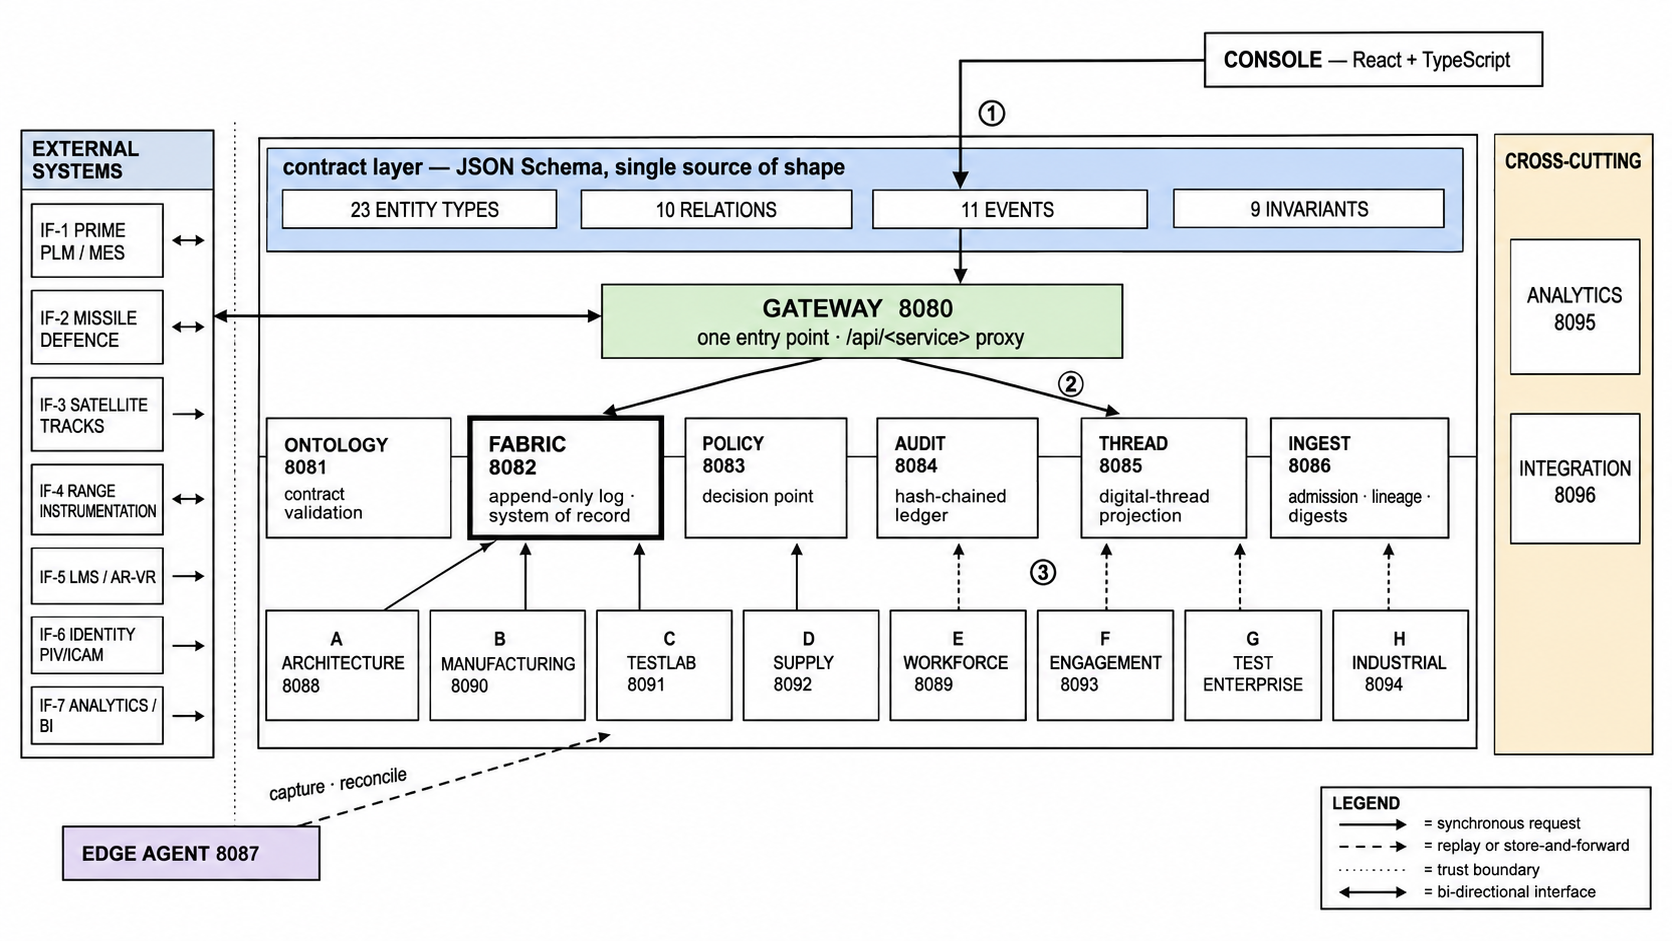 CONSOLE — React + TypeScript
①
EXTERNAL
SYSTEMS
IF-1 PRIME
PLM / MES
IF-2 MISSILE
DEFENCE
IF-3 SATELLITE
TRACKS
IF-4 RANGE
INSTRUMENTATION
IF-5 LMS / AR-VR
IF-6 IDENTITY
PIV/ICAM
IF-7 ANALYTICS /
BI
contract layer — JSON Schema, single source of shape
23 ENTITY TYPES
10 RELATIONS
11 EVENTS
9 INVARIANTS
GATEWAY 8080
one entry point · /api/<service> proxy
②
ONTOLOGY
8081
contract
validation
FABRIC
8082
append-only log ·
system of record
POLICY
8083
decision point
AUDIT
8084
hash-chained
ledger
THREAD
8085
digital-thread
projection
INGEST
8086
admission · lineage ·
digests
③
A
ARCHITECTURE
8088
B
MANUFACTURING
8090
C
TESTLAB
8091
D
SUPPLY
8092
E
WORKFORCE
8089
F
ENGAGEMENT
8093
G
TEST
ENTERPRISE
H
INDUSTRIAL
8094
CROSS-CUTTING
ANALYTICS
8095
INTEGRATION
8096
capture · reconcile
EDGE AGENT 8087
LEGEND
= synchronous request
= replay or store-and-forward
= trust boundary
= bi-directional interface